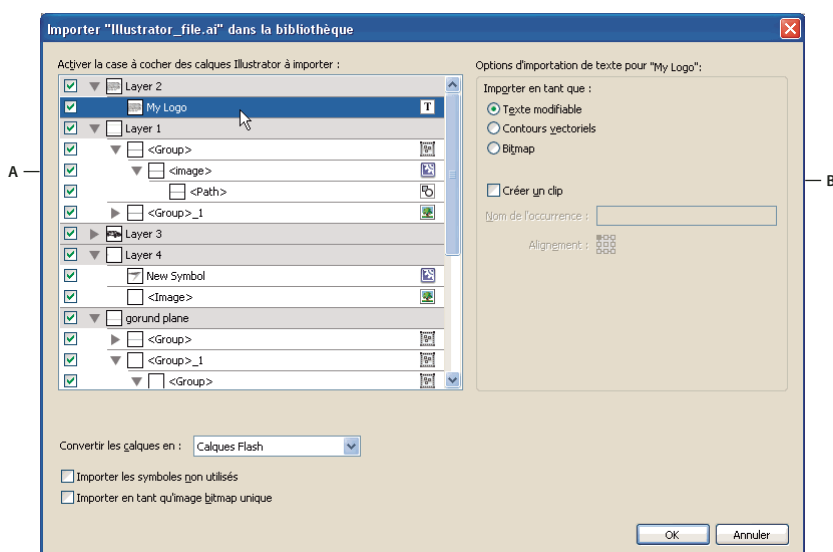 Importer "Illustrator_file.ai" dans la bibliothèque
Activer la case à cocher des calques Illustrator à importer :
Layer 2
My Logo
T
Layer 1
<Group>
<image>
<Path>
<Group>_1
Layer 3
Layer 4
New Symbol
<Image>
gorund plane
<Group>
<Group>_1
<Group>
A
Options d'importation de texte pour "My Logo":
Importer en tant que :
Texte modifiable
Contours vectoriels
Bitmap
Créer un clip
Nom de l'occurrence :
Alignement :
B
Convertir les calques en :
Calques Flash
Importer les symboles non utilisés
Importer en tant qu'image bitmap unique
OK
Annuler